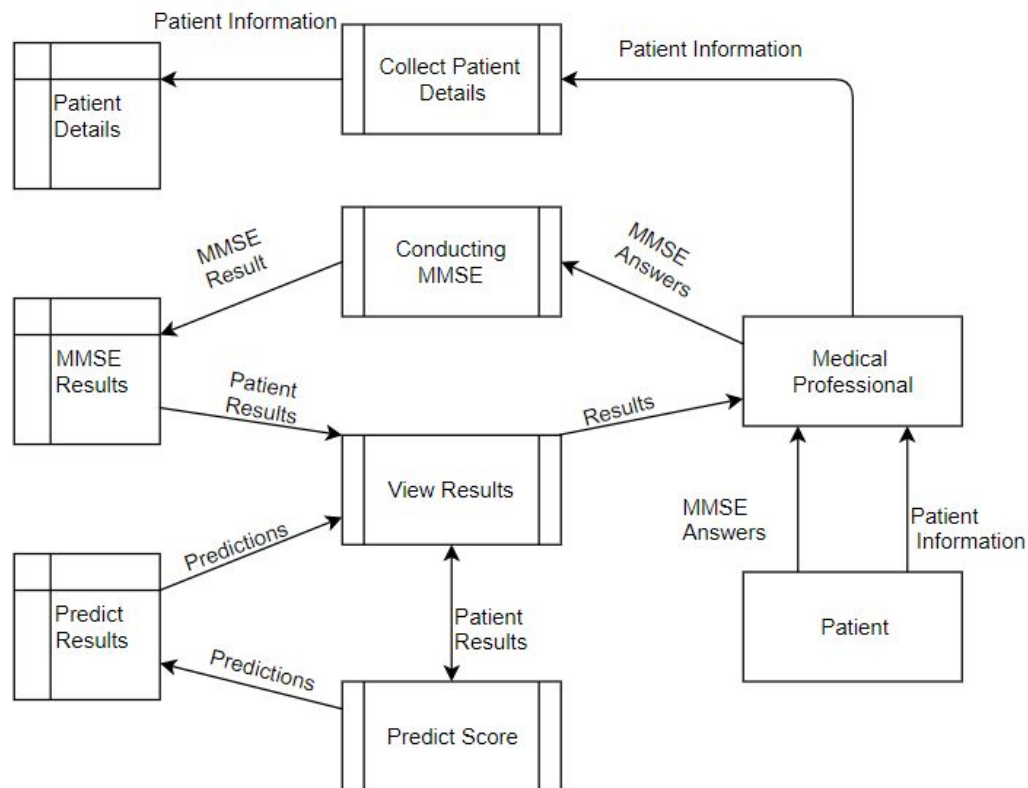 Patient Information
Patient Information
Collect Patient
Details
Patient
Details
MMSE
Result
Conducting
MMSE
MMSE
Answers
MMSE
Results
Medical
Professional
Patient
Results
Results
View Results
MMSE
Answers
Patient
Information
Predictions
Predict
Results
Patient
Results
Patient
Predictions
Predict Score